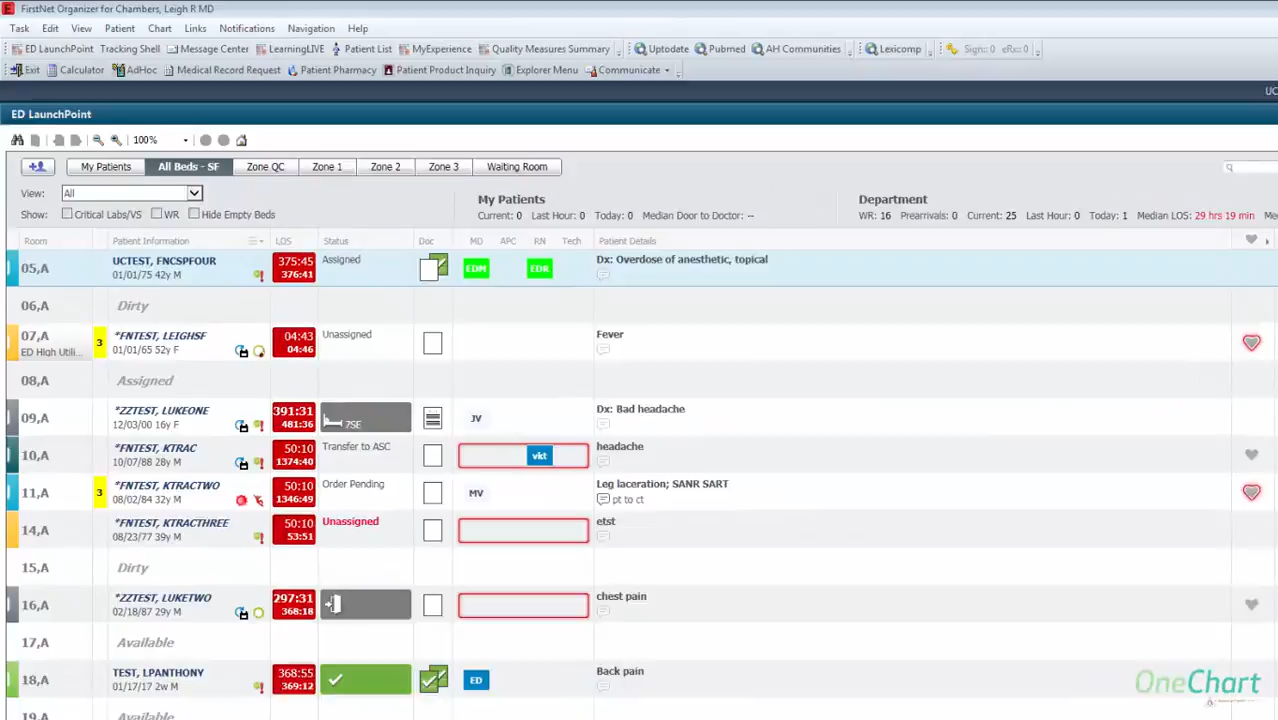 FirstNet Organizer for Chambers, Leigh R MD
Task Edit View Patient Chart Links Notifications Navigation Help
ED LaunchPoint Tracking Shell Message Center LearningLIVE Patient List MyExperience Quality Measures Summary Uptodate Pubmed AH Communities Lexicomp Sign: 0 eRx: 0
Exit Calculator AdHoc Medical Record Request Patient Pharmacy Patient Product Inquiry Explorer Menu Communicate
UC
ED LaunchPoint
100%
My Patients All Beds - SF Zone QC Zone 1 Zone 2 Zone 3 Waiting Room
View: All
My Patients Department
Show: Critical Labs/VS WR Hide Empty Beds Current: 0 Last Hour: 0 Today: 0 Median Door to Doctor: -- WR: 16 Prearrivals: 0 Current: 25 Last Hour: 0 Today: 1 Median LOS: 29 hrs 19 min
Room Patient Information LOS Status Doc MD APC RN Tech Patient Details
05,A UCTEST, FNCSPFOUR 375:45 Assigned EDM EDR Dx: Overdose of anesthetic, topical
01/01/75 42y M 376:41
06,A Dirty
07,A 3 *FNTEST, LEIGHSF 04:43 Unassigned Fever
ED High Utili... 01/01/65 52y F 04:46
08,A Assigned
09,A *ZZTEST, LUKEONE 391:31 JV Dx: Bad headache
12/03/00 16y F 481:36 7SE
10,A *FNTEST, KTRAC 50:10 Transfer to ASC vkt headache
10/07/88 28y M 1374:40
11,A 3 *FNTEST, KTRACTWO 50:10 Order Pending MV Leg laceration; SANR SART
08/02/84 32y M 1346:49 pt to ct
14,A *FNTEST, KTRACTHREE 50:10 Unassigned etst
08/23/77 39y M 53:51
15,A Dirty
16,A *ZZTEST, LUKETWO 297:31 chest pain
02/18/87 29y M 368:18
17,A Available
18,A TEST, LPANTHONY 368:55 ED Back pain
01/17/17 2w M 369:12
OneChart
19,A Available